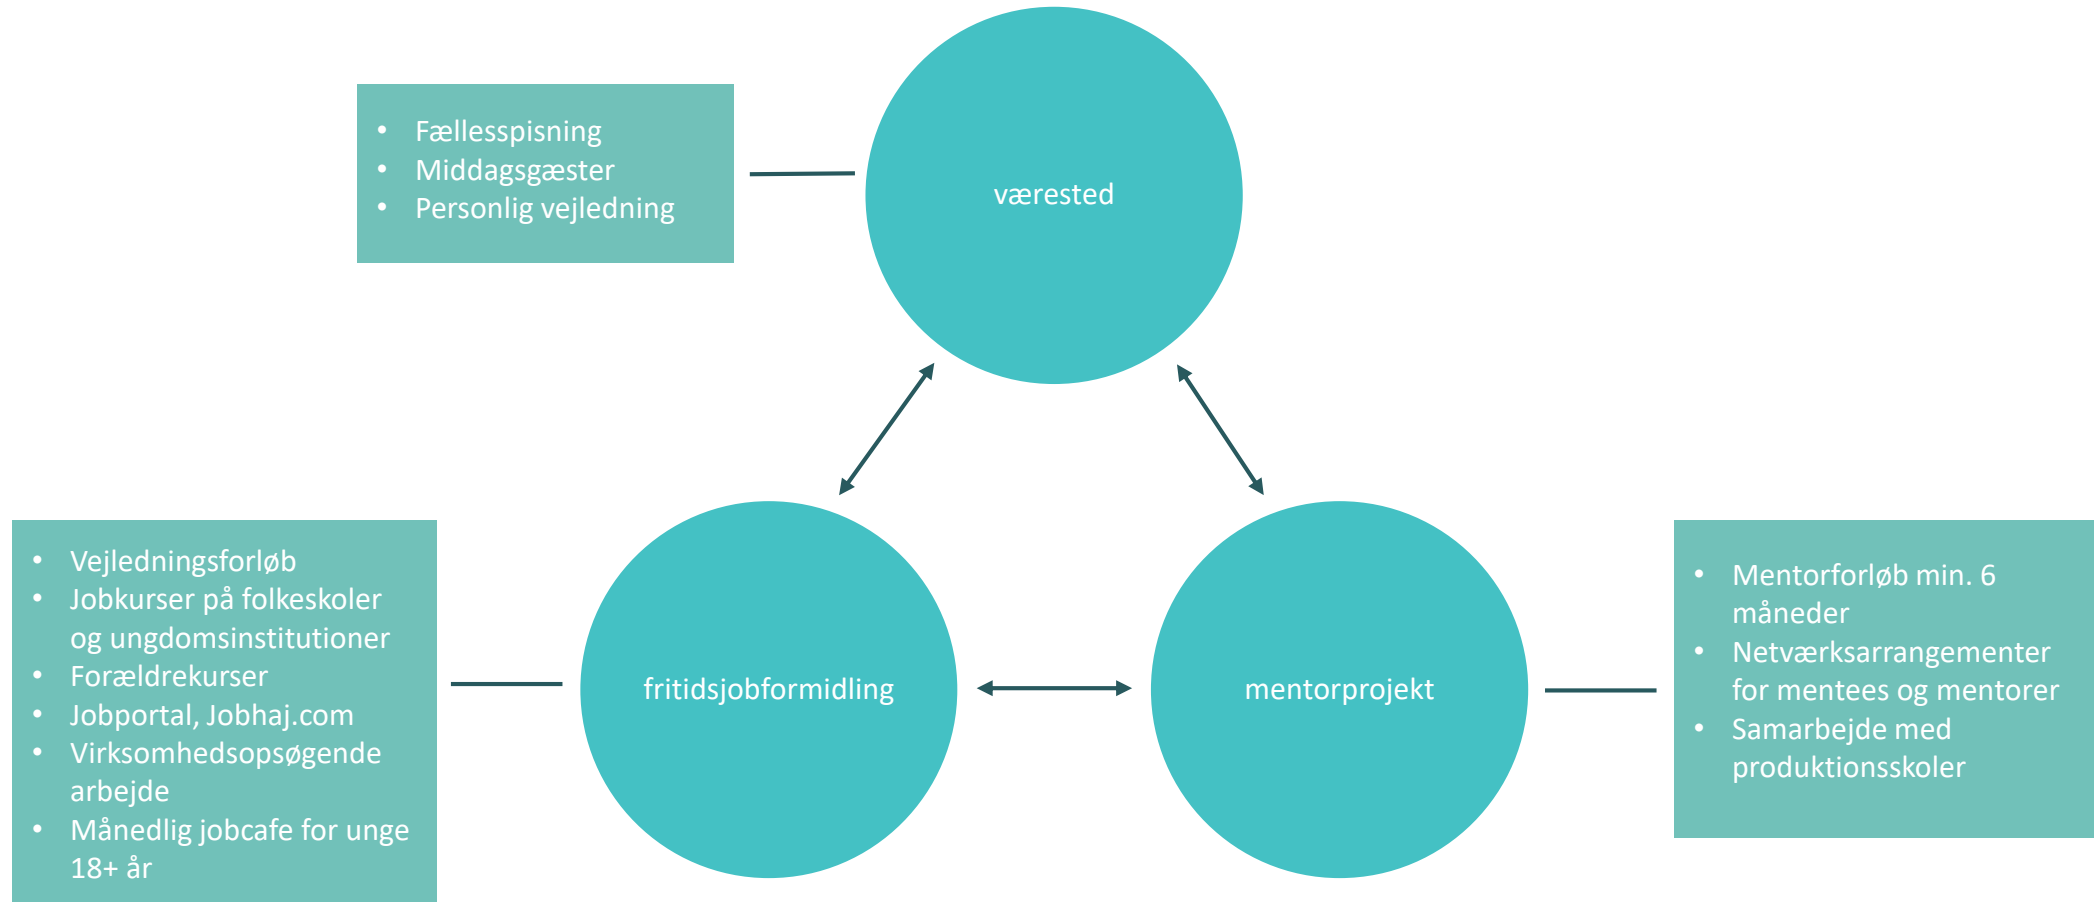 • Fællesspisning
• Middagsgæster
• Personlig vejledning
værested
• Vejledningsforløb
• Jobkurser på folkeskoler
og ungdomsinstitutioner
• Forældrekurser
• Jobportal, Jobhaj.com
• Virksomhedsopsøgende
arbejde
• Månedlig jobcafe for unge
18+ år
fritidsjobformidling
mentorprojekt
• Mentorforløb min. 6
måneder
• Netværksarrangementer
for mentees og mentorer
• Samarbejde med
produktionsskoler